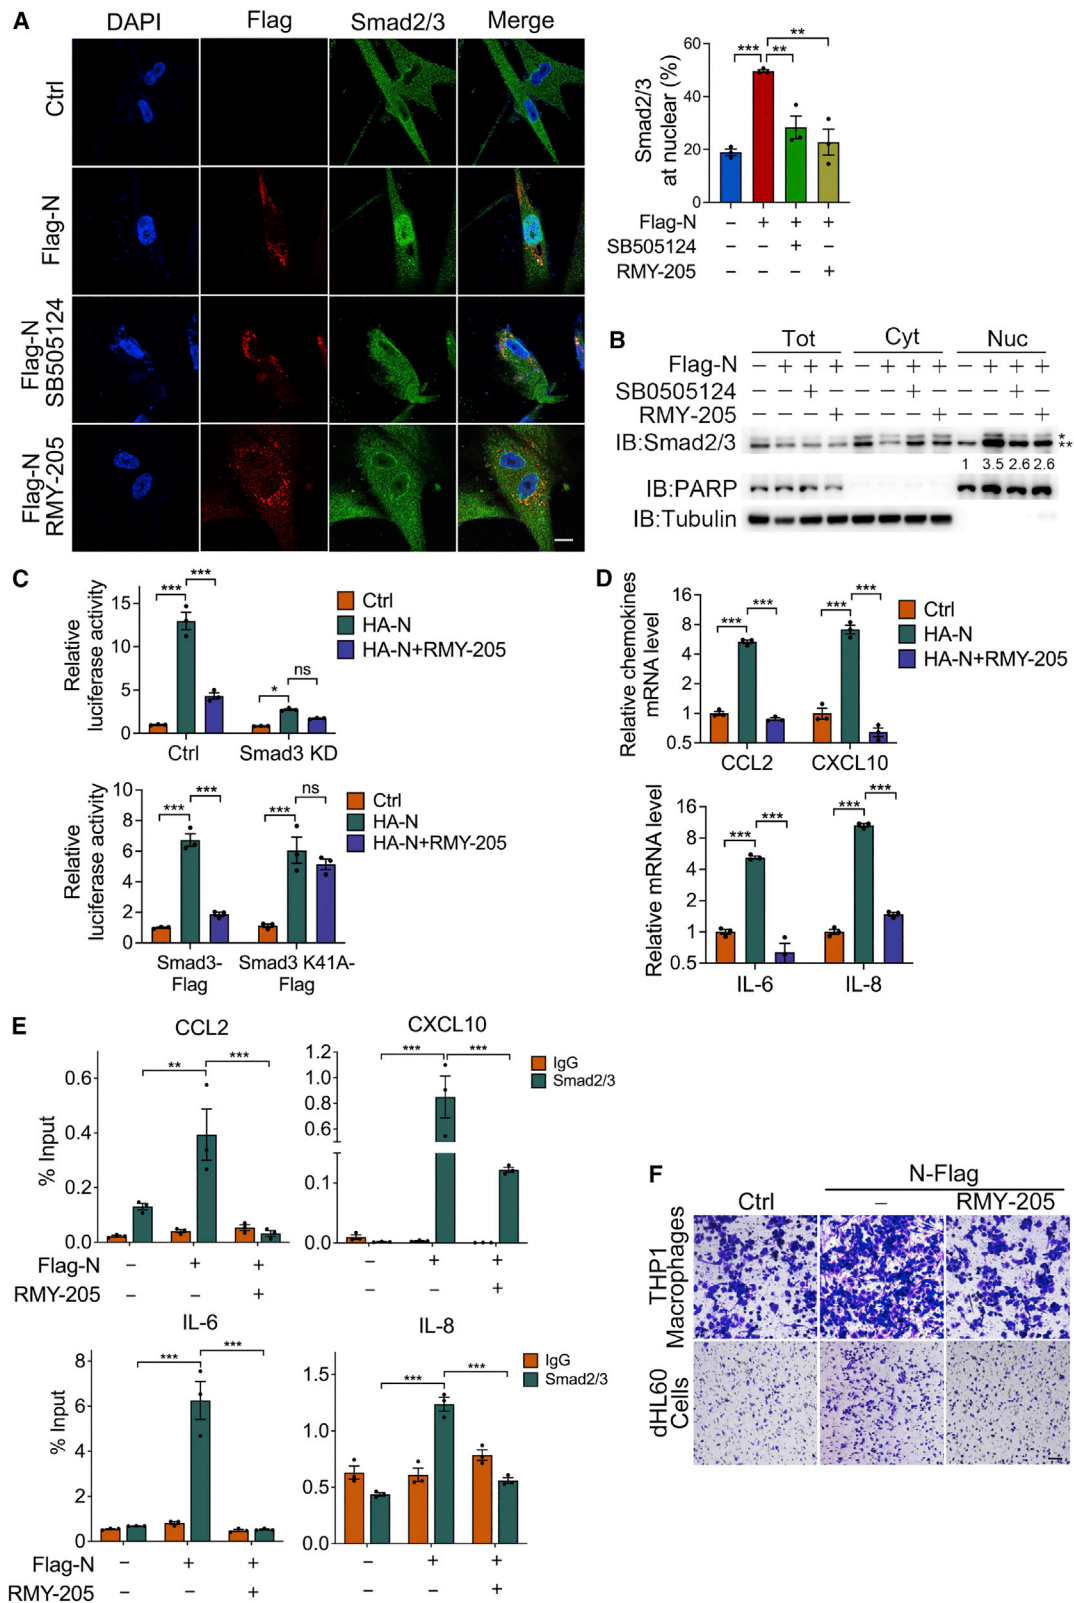 A
DAPI Flag Smad2/3 Merge
Ctrl
Flag-N
Flag-N
SB505124
Flag-N
RMY-205
Smad2/3
at nuclear (%)
60
40
20
0
*** ** **
Flag-N – + + +
SB505124 – – + –
RMY-205 – – – +
B
Tot Cyt Nuc
Flag-N – + + + – + + + – + + +
SB0505124 – – + – – – + – – – + –
RMY-205 – – – + – – – + – – – +
IB:Smad2/3 *
**
1 3.5 2.6 2.6
IB:PARP
IB:Tubulin
C
Relative
luciferase activity
15
10
5
0
*** *** * ns
Ctrl
HA-N
HA-N+RMY-205
Ctrl Smad3 KD
Relative
luciferase activity
10
8
6
4
2
0
*** *** *** ns
Ctrl
HA-N
HA-N+RMY-205
Smad3-
Flag
Smad3 K41A-
Flag
D
Relative chemokines
mRNA level
16
8
4
2
1
0.5
*** *** *** ***
Ctrl
HA-N
HA-N+RMY-205
CCL2 CXCL10
Relative mRNA level
16
8
4
2
1
0.5
*** *** *** ***
IL-6 IL-8
E
CCL2
% Input
0.6
0.4
0.2
0.0
** ***
Flag-N – + +
RMY-205 – – +
CXCL10
1.2
1.0
0.8
0.6
0.1
0.0
*** ***
IgG
Smad2/3
– + +
– – +
IL-6
% Input
8
6
4
2
0
*** ***
Flag-N – + +
RMY-205 – – +
IL-8
1.5
1.0
0.5
0.0
*** ***
IgG
Smad2/3
– + +
– – +
F
N-Flag
Ctrl – RMY-205
THP1
Macrophages
dHL60
Cells